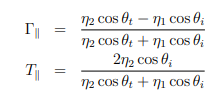 Γ∥ = (η₂ cos θₜ − η₁ cos θᵢ) / (η₂ cos θₜ + η₁ cos θᵢ)
T∥ = (2η₂ cos θᵢ) / (η₂ cos θₜ + η₁ cos θᵢ)